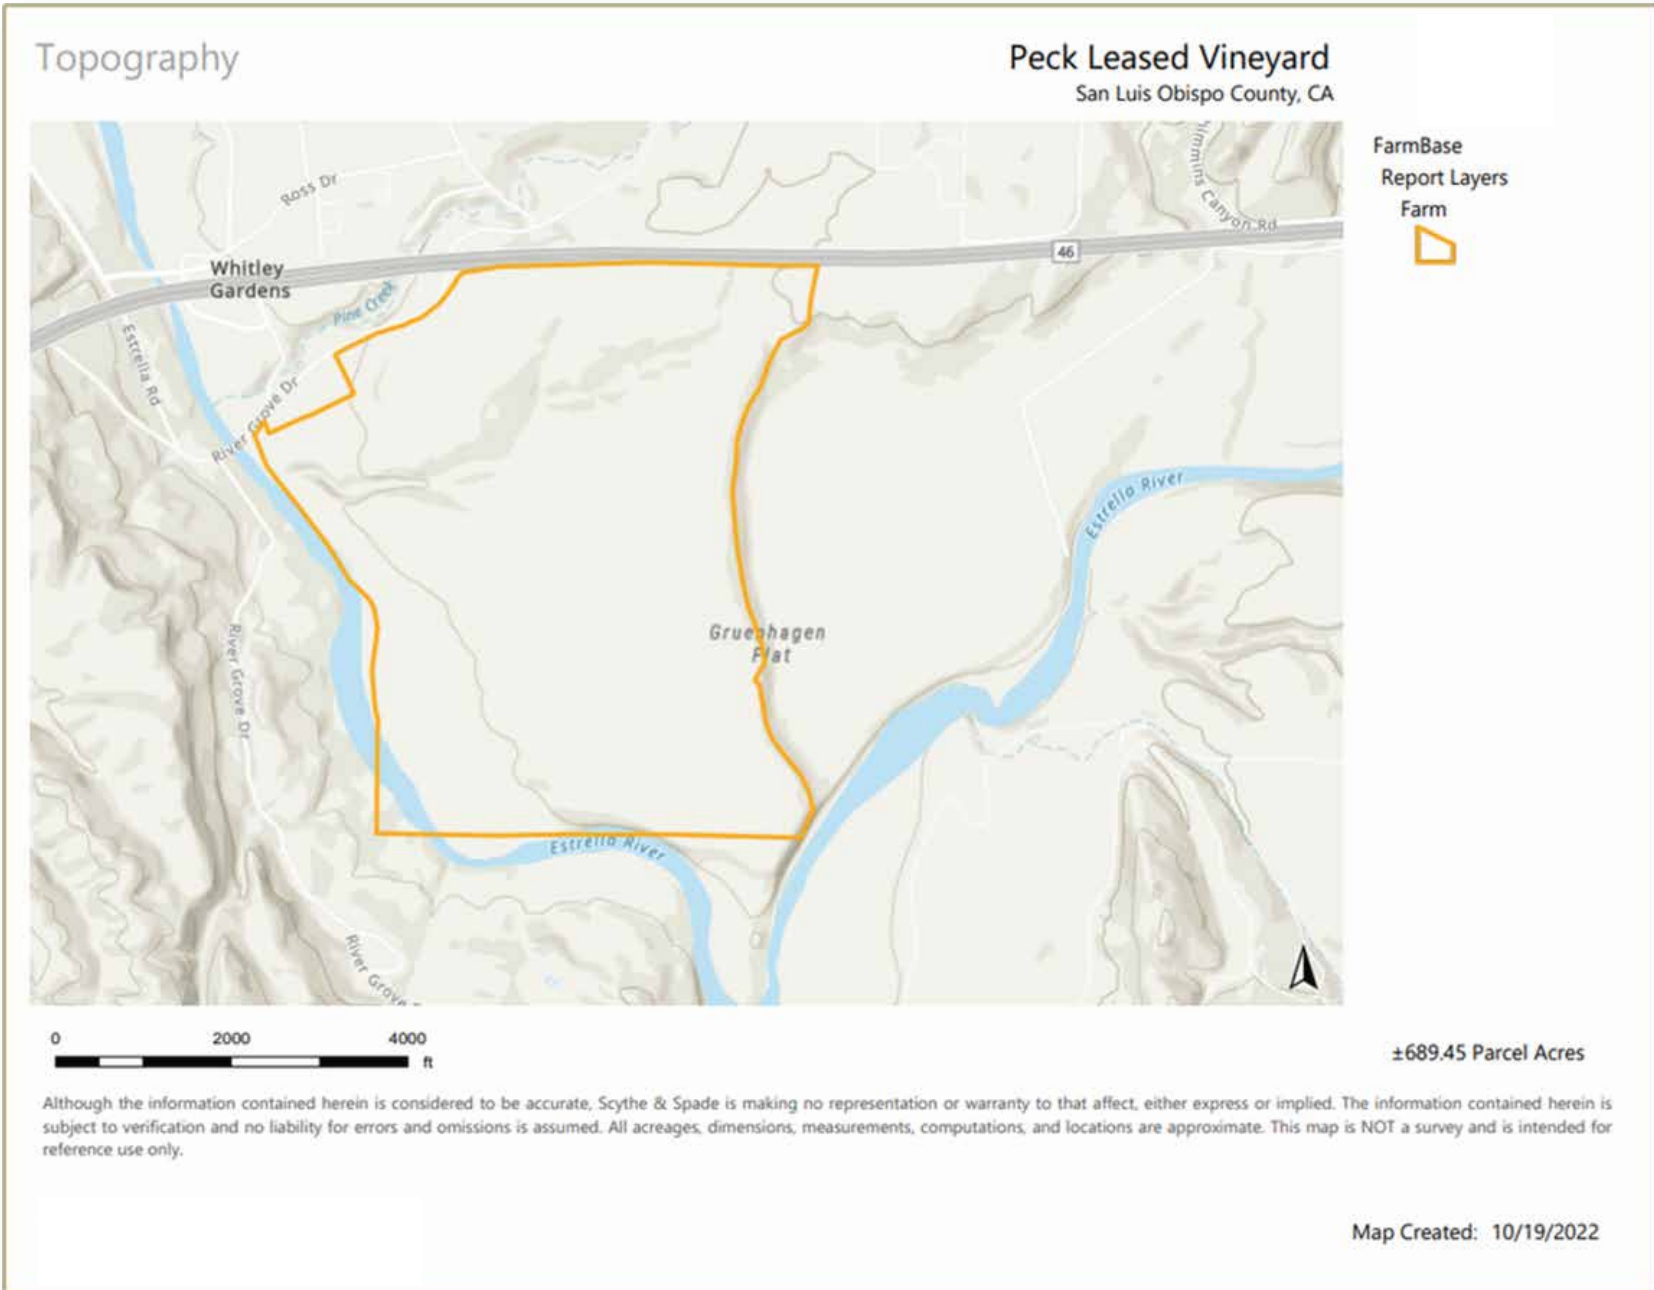 Topography
Peck Leased Vineyard
San Luis Obispo County, CA
FarmBase
Report Layers
Farm
Ross Dr
Canyon Rd
46
Whitley
Gardens
Pine Creek
Estrella Rd
River Grove Dr
Estrella River
Gruenhagen
Flat
River Grove Dr
Estrella River
River Grove
0 2000 4000
ft
±689.45 Parcel Acres
Although the information contained herein is considered to be accurate, Scythe & Spade is making no representation or warranty to that affect, either express or implied. The information contained herein is
subject to verification and no liability for errors and omissions is assumed. All acreages, dimensions, measurements, computations, and locations are approximate. This map is NOT a survey and is intended for
reference use only.
Map Created: 10/19/2022